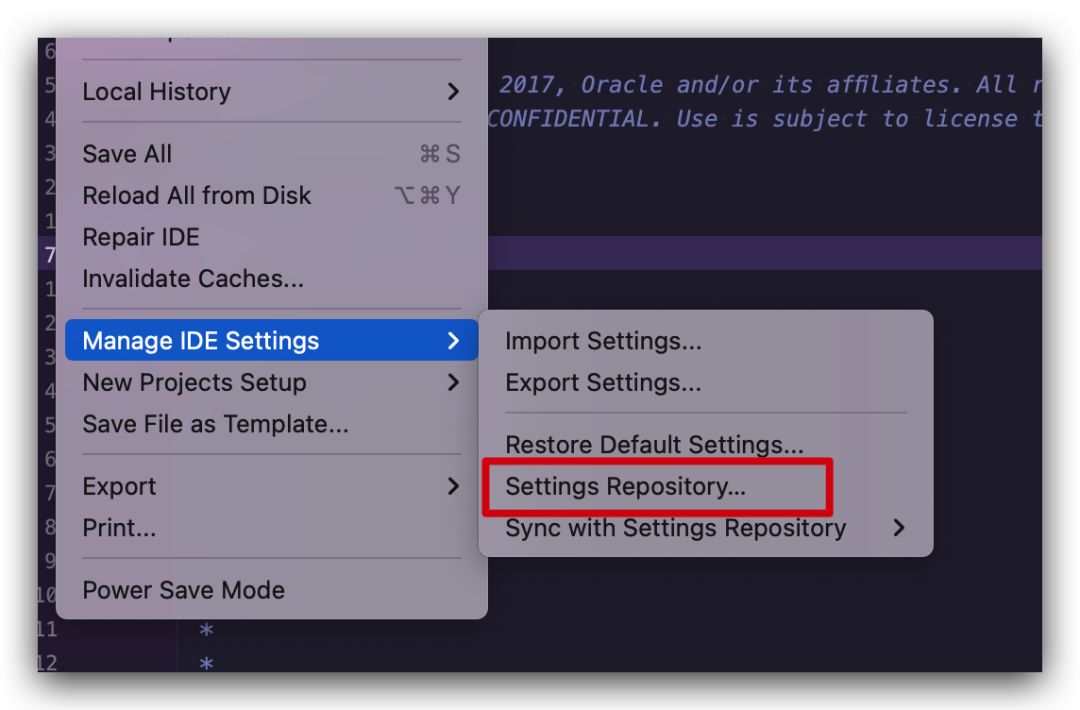 6
5 2017, Oracle and/or its affiliates. All r
Local History
4 CONFIDENTIAL. Use is subject to license t
3
Save All ⌘ S
2
Reload All from Disk ⌥ ⌘ Y
1
Repair IDE
7
Invalidate Caches...
1
2
Manage IDE Settings
Import Settings...
3
New Projects Setup
Export Settings...
4
Save File as Template...
5
Restore Default Settings...
6
Export
Settings Repository...
7
Print...
Sync with Settings Repository
8
9
Power Save Mode
10
11 *
12 *